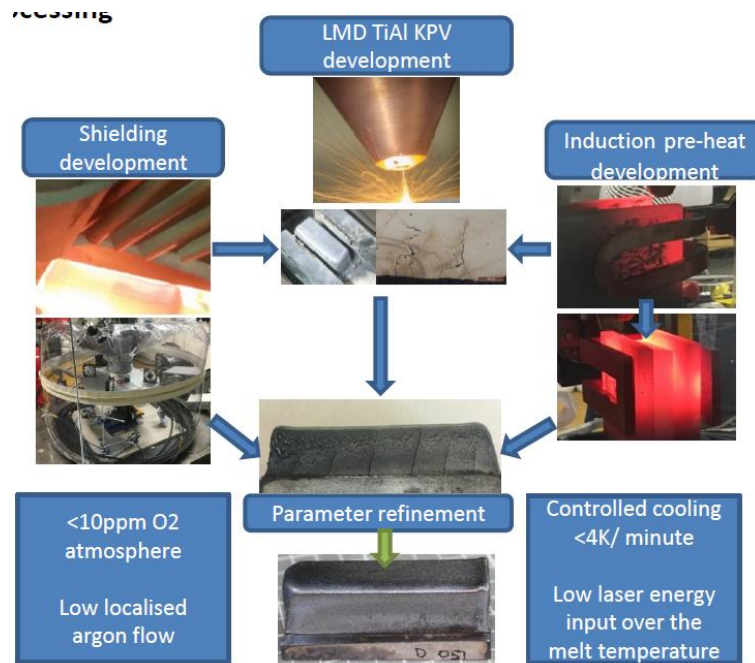 LMD TiAl KPV
development
Shielding
development
Induction pre-heat
development
Parameter refinement
<10ppm O2
atmosphere
Low localised
argon flow
Controlled cooling
<4K/ minute
Low laser energy
input over the
melt temperature